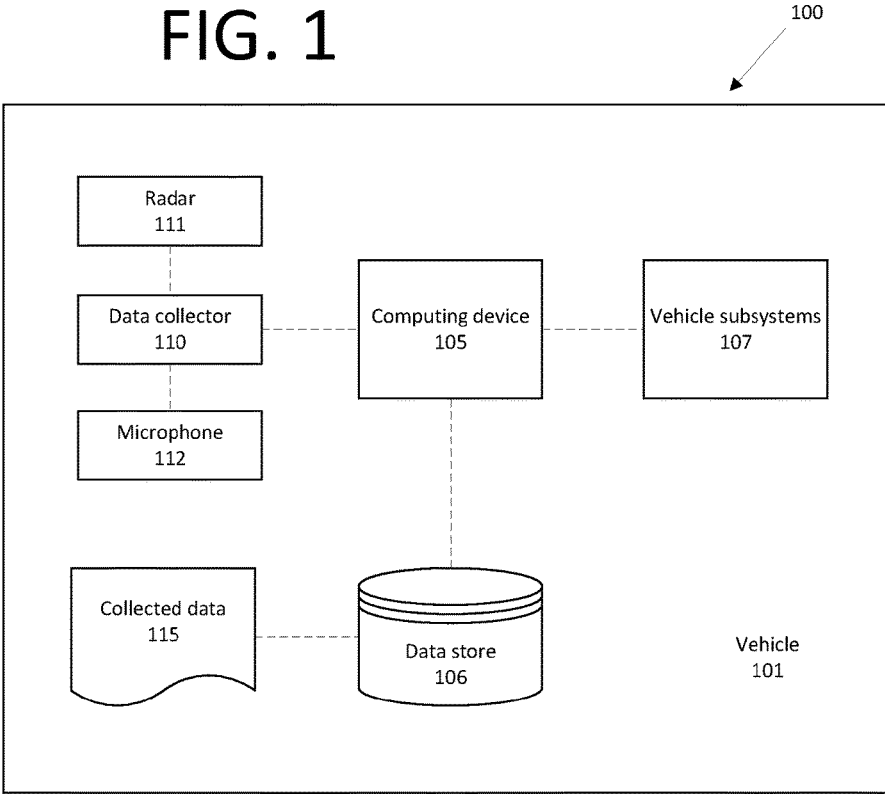 FIG. 1
100
Radar
111
Data collector
110
Computing device
105
Vehicle subsystems
107
Microphone
112
Collected data
115
Data store
106
Vehicle
101